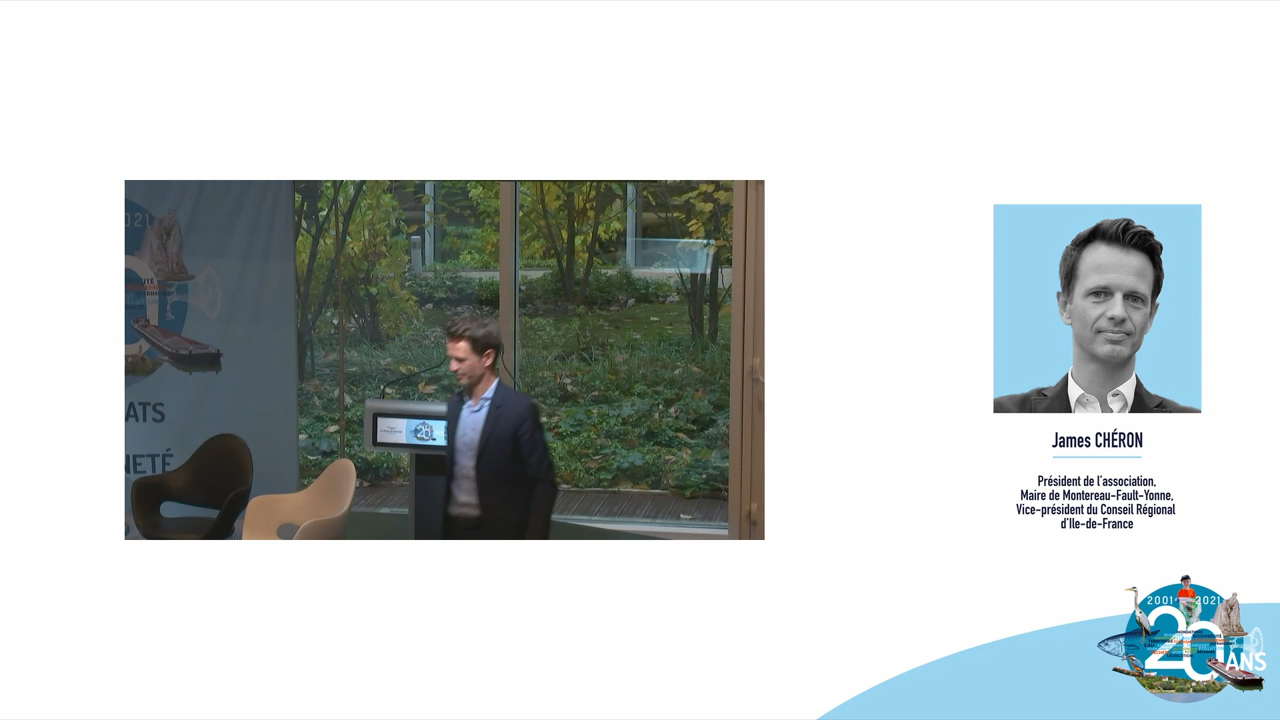 2021
ATS
NETÉ
20
James CHÉRON
Président de l'association,
Maire de Montereau-Fault-Yonne,
Vice-président du Conseil Régional
d'Ile-de-France
2001 2021
20
ANS